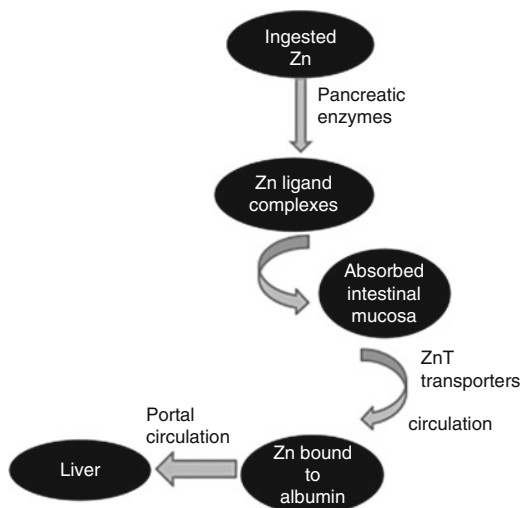 Ingested
Zn
Pancreatic
enzymes
Zn ligand
complexes
Absorbed
intestinal
mucosa
ZnT
transporters
circulation
Portal
circulation
Zn bound
to
albumin
Liver